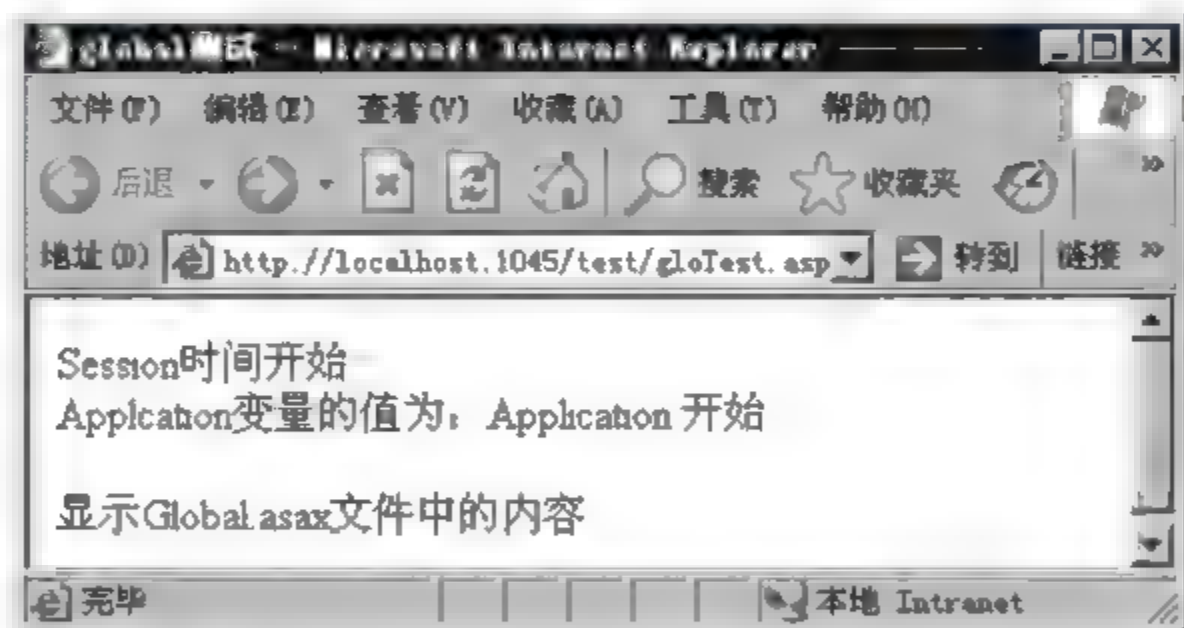 global测试 - Microsoft Internet Explorer
文件(F) 编辑(E) 查看(V) 收藏(A) 工具(T) 帮助(H)
后退 搜索 收藏夹 »
地址(D) http://localhost:1045/test/gloTest.asp 转到 链接 »
Session时间开始
Applcation变量的值为：Application 开始
显示Global.asax文件中的内容
完毕 本地 Intranet